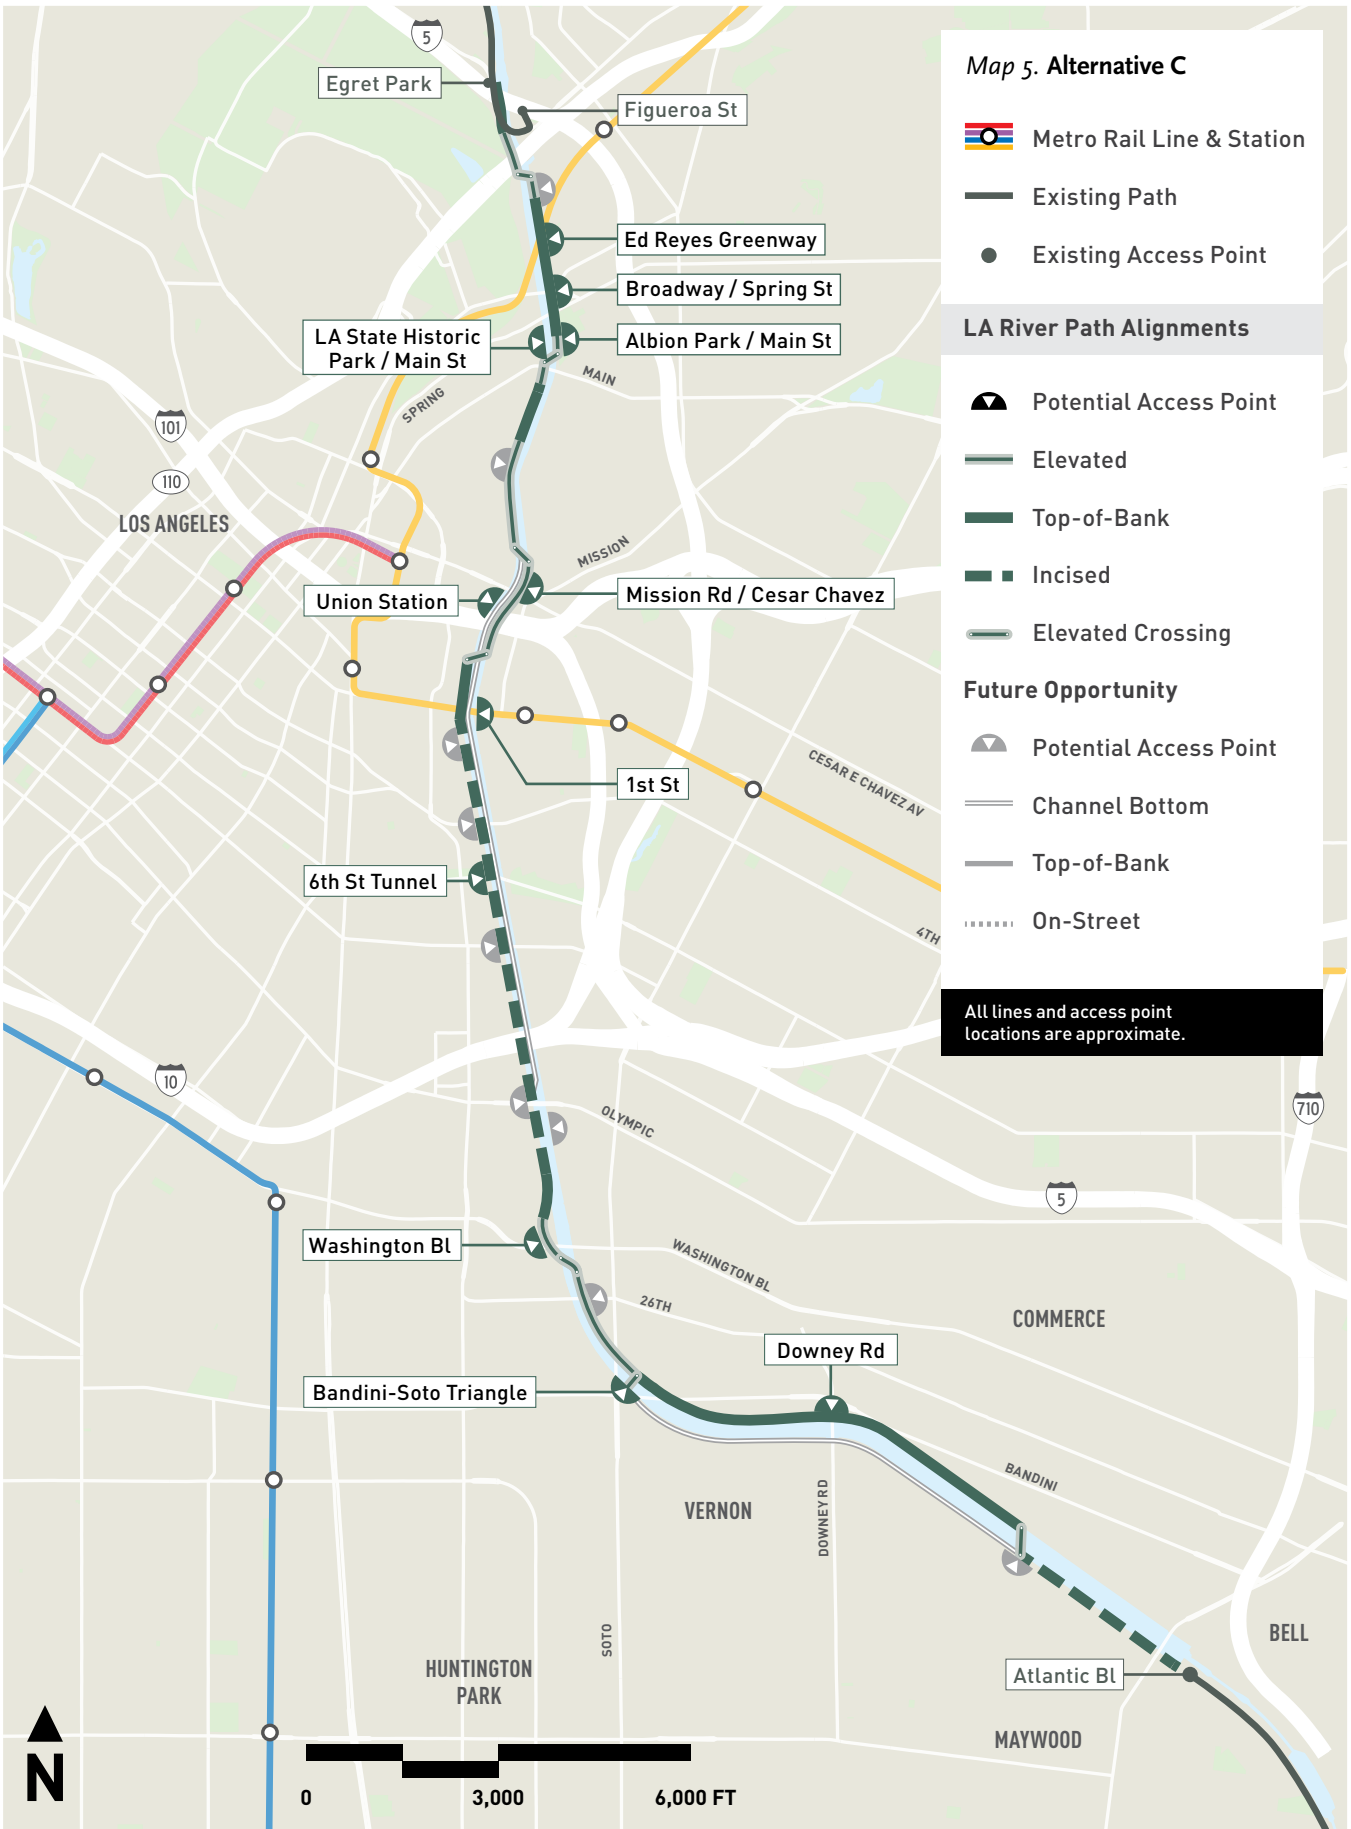 5
Egret Park
Figueroa St
Ed Reyes Greenway
Broadway / Spring St
LA State Historic
Park / Main St
Albion Park / Main St
MAIN
SPRING
101
110
LOS ANGELES
MISSION
Union Station
Mission Rd / Cesar Chavez
1st St
CESAR E CHAVEZ AV
6th St Tunnel
4TH
10
OLYMPIC
710
5
Washington Bl
WASHINGTON BL
26TH
COMMERCE
Downey Rd
Bandini-Soto Triangle
BANDINI
VERNON
DOWNEY RD
SOTO
BELL
HUNTINGTON
PARK
Atlantic Bl
MAYWOOD
N
0
3,000
6,000 FT
Map 5. Alternative C
Metro Rail Line & Station
Existing Path
Existing Access Point
LA River Path Alignments
Potential Access Point
Elevated
Top-of-Bank
Incised
Elevated Crossing
Future Opportunity
Potential Access Point
Channel Bottom
Top-of-Bank
On-Street
All lines and access point
locations are approximate.